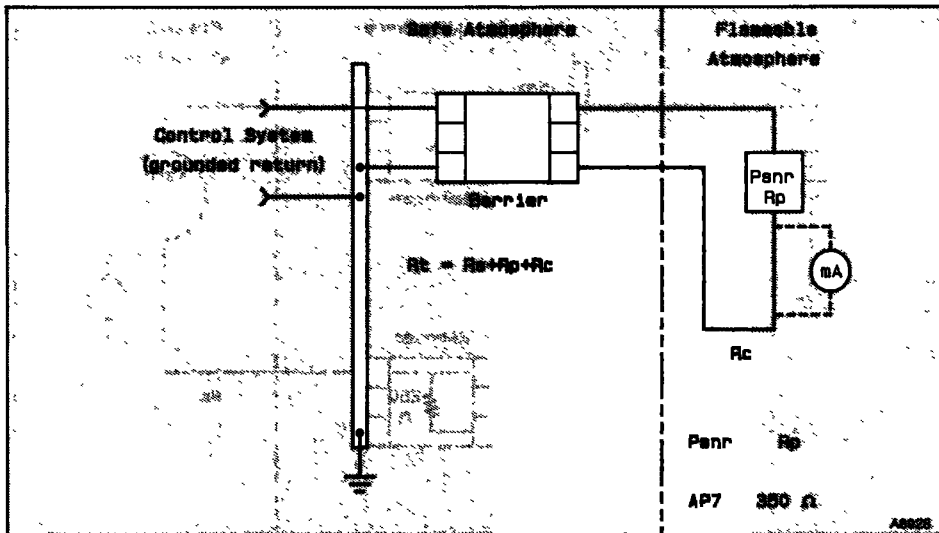 Safe Atmosphere
Flammable
Atmosphere
Control System
(grounded return)
Barrier
Psnr
Rp
mA
Rt = Rs+Rp+Rc
Rc
Psnr Rp
AP7 350 Ω